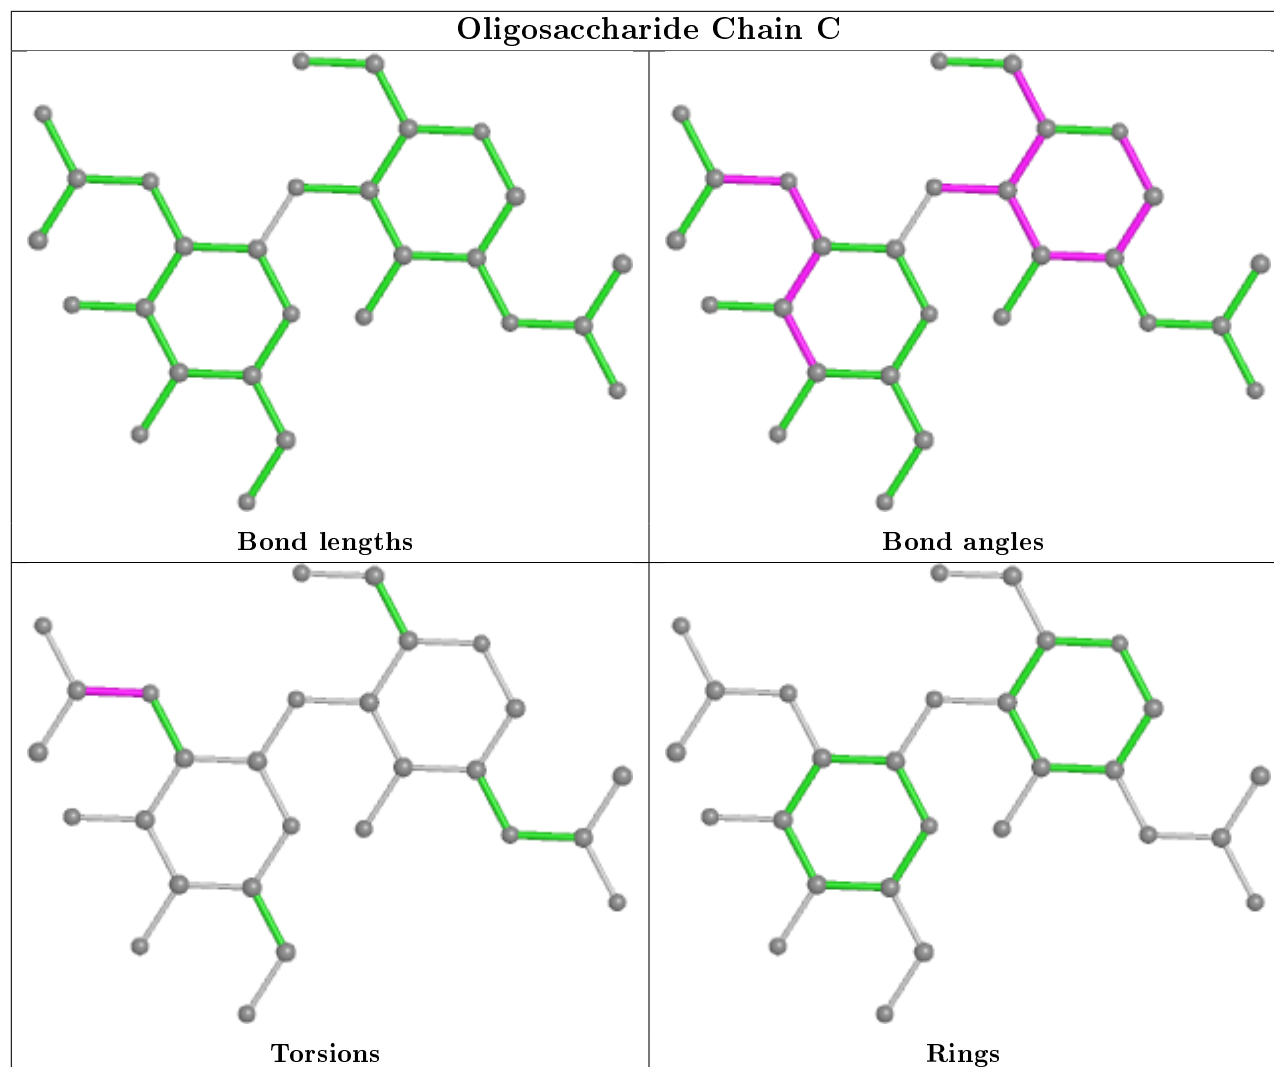 Oligosaccharide Chain C
Bond lengths
Bond angles
Torsions
Rings